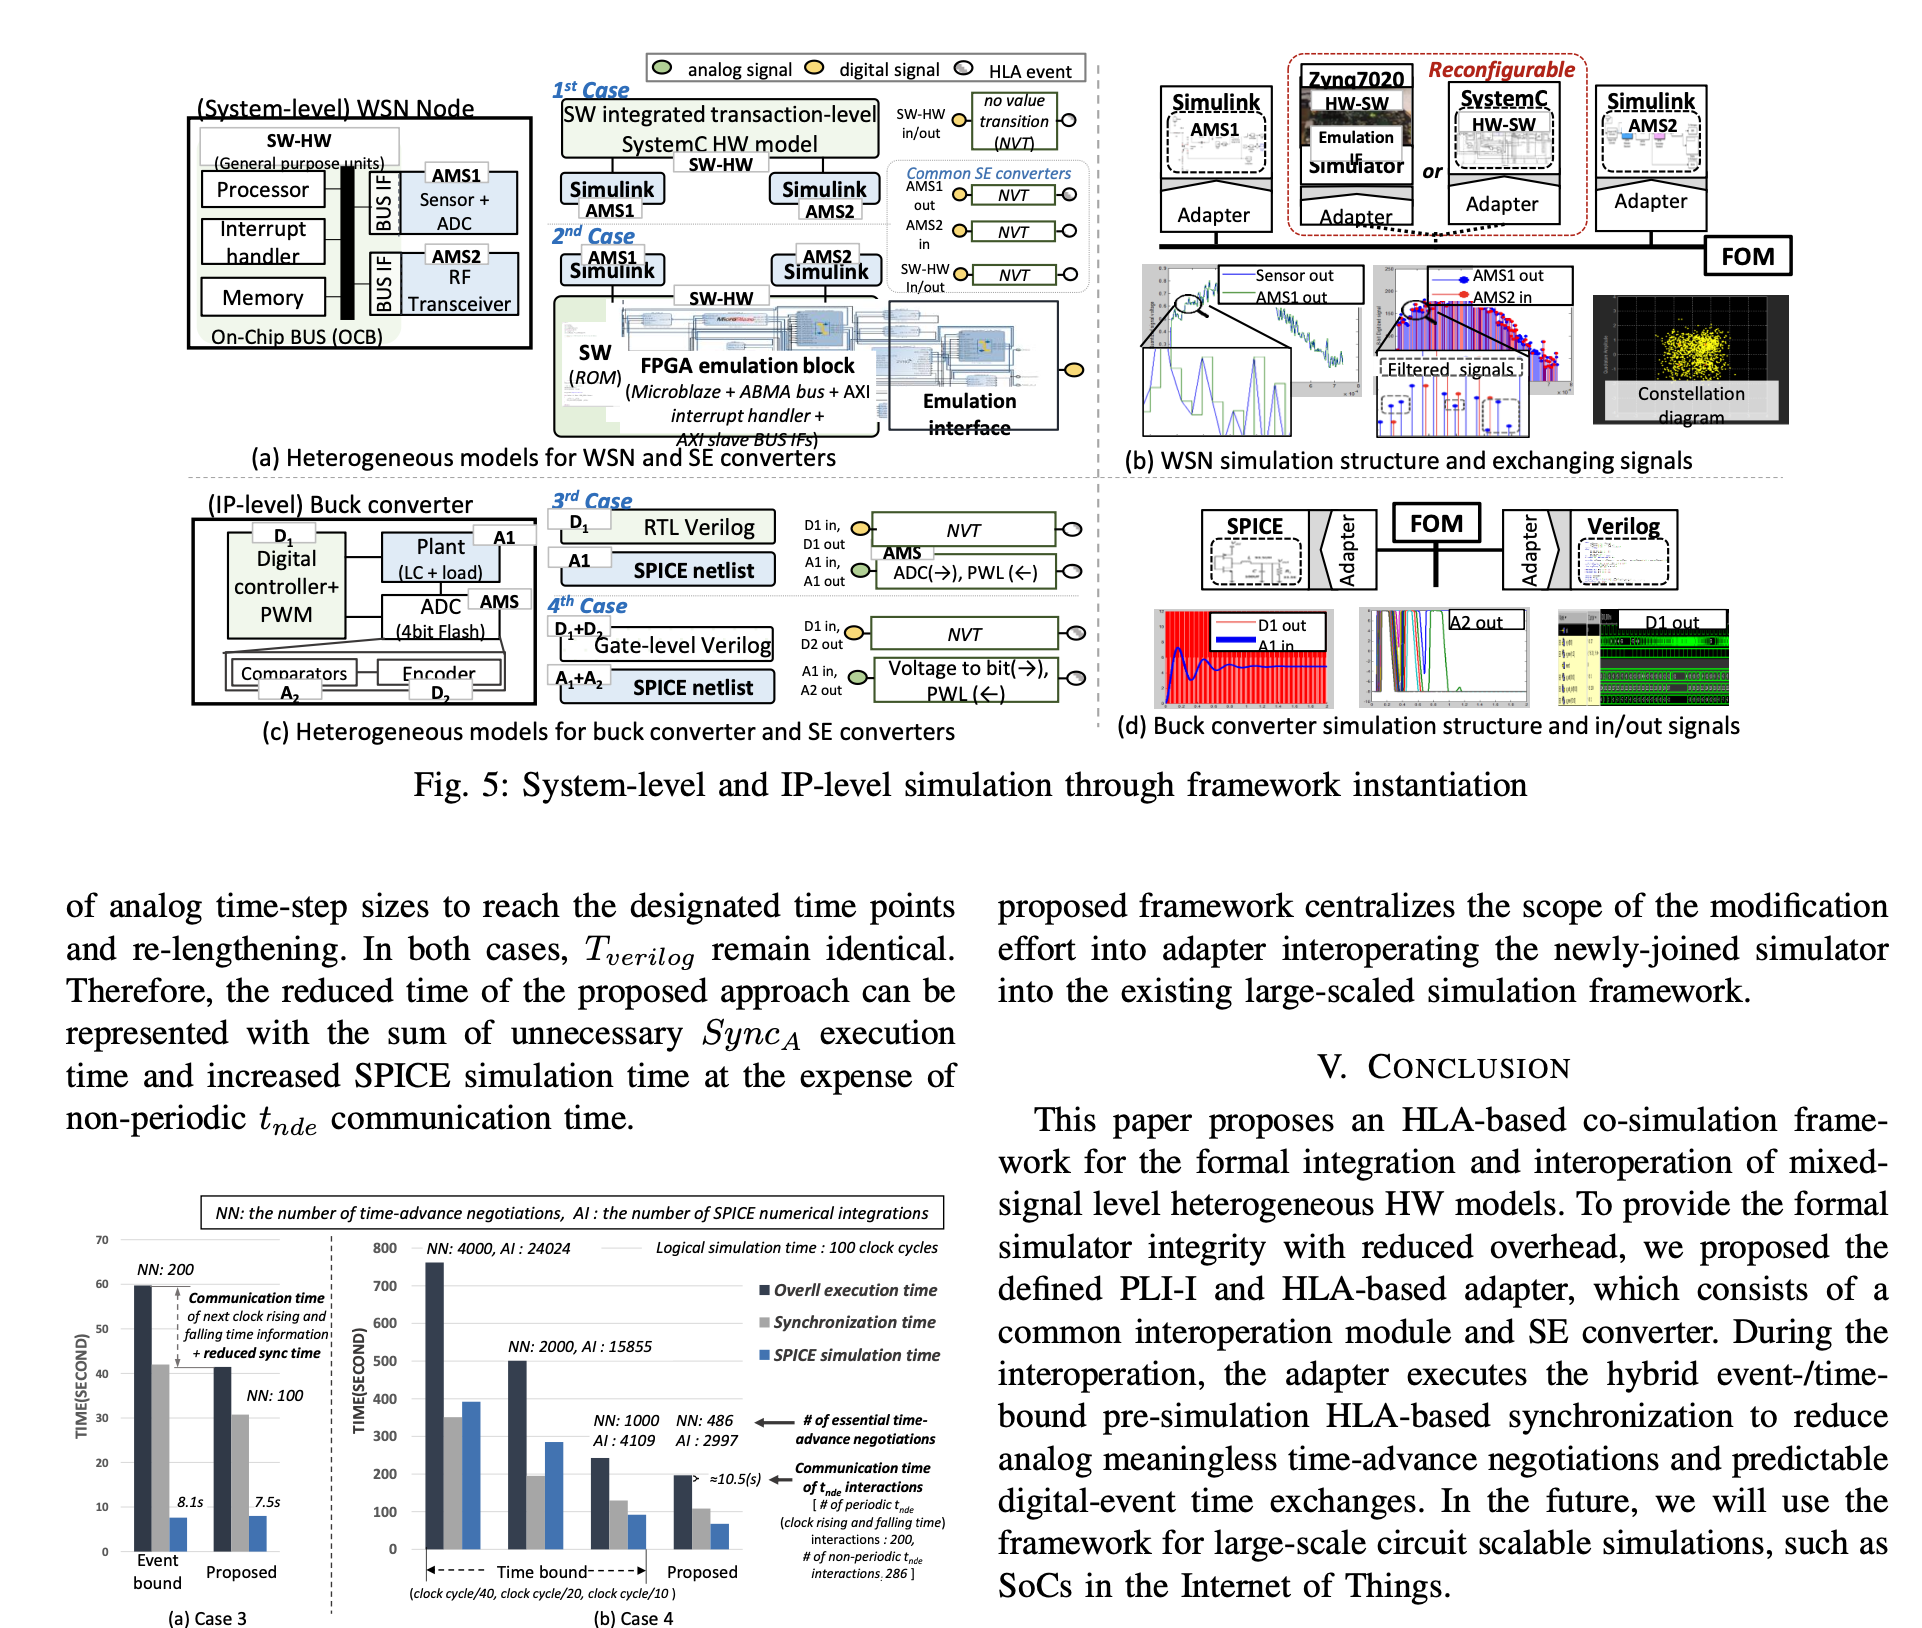 analog signal digital signal HLA event
(System-level) WSN Node
SW-HW
(General purpose units)
Processor
Interrupt
handler
Memory
On-Chip BUS (OCB)
BUS IF
AMS1
Sensor +
ADC
BUS IF
AMS2
RF
Transceiver
1st Case
SW integrated transaction-level
SystemC HW model
SW-HW
Simulink
AMS1
Simulink
AMS2
2nd Case
AMS1
Simulink
AMS2
Simulink
SW-HW
SW
(ROM)
FPGA emulation block
(Microblaze + ABMA bus + AXI
interrupt handler +
AXI slave BUS IFs)
Emulation
interface
SW-HW
in/out
no value
transition
(NVT)
Common SE converters
AMS1
out
NVT
AMS2
in
NVT
SW-HW
In/out
NVT
(a) Heterogeneous models for WSN and SE converters
Reconfigurable
Simulink
AMS1
Adapter
Zynq7020
HW-SW
Emulation
IF
Simulator
Adapter
or
SystemC
HW-SW
Adapter
Simulink
AMS2
Adapter
FOM
Sensor out
AMS1 out
AMS1 out
AMS2 in
Filtered signals
Constellation
diagram
(b) WSN simulation structure and exchanging signals
(IP-level) Buck converter
D1
Digital
controller+
PWM
A1
Plant
(LC + load)
AMS
ADC
(4bit Flash)
Comparators
A2
Encoder
D2
3rd Case
D1
RTL Verilog
A1
SPICE netlist
D1 in,
D1 out
NVT
AMS
A1 in,
A1 out
ADC(→), PWL (←)
4th Case
D1+D2
Gate-level Verilog
A1+A2
SPICE netlist
D1 in,
D2 out
NVT
A1 in,
A2 out
Voltage to bit(→),
PWL (←)
(c) Heterogeneous models for buck converter and SE converters
SPICE
Adapter
FOM
Adapter
Verilog
D1 out
A1 in
A2 out
D1 out
(d) Buck converter simulation structure and in/out signals
Fig. 5: System-level and IP-level simulation through framework instantiation
of analog time-step sizes to reach the designated time points
and re-lengthening. In both cases, Tverilog remain identical.
Therefore, the reduced time of the proposed approach can be
represented with the sum of unnecessary SyncA execution
time and increased SPICE simulation time at the expense of
non-periodic tnde communication time.
NN: the number of time-advance negotiations, AI : the number of SPICE numerical integrations
TIME(SECOND)
70
60
50
40
30
20
10
0
NN: 200
Communication time
of next clock rising and
falling time information
+ reduced sync time
NN: 100
8.1s
7.5s
Event
bound
Proposed
(a) Case 3
TIME(SECOND)
800
700
600
500
400
300
200
100
0
NN: 4000, AI : 24024
Logical simulation time : 100 clock cycles
Overll execution time
Synchronization time
SPICE simulation time
NN: 2000, AI : 15855
NN: 1000
AI : 4109
NN: 486
AI : 2997
# of essential time-
advance negotiations
≈10.5(s)
Communication time
of tnde interactions
[ # of periodic tnde
(clock rising and falling time)
interactions : 200,
# of non-periodic tnde
interactions. 286 ]
Time bound
Proposed
(clock cycle/40, clock cycle/20, clock cycle/10 )
(b) Case 4
proposed framework centralizes the scope of the modification
effort into adapter interoperating the newly-joined simulator
into the existing large-scaled simulation framework.
V. CONCLUSION
This paper proposes an HLA-based co-simulation frame-
work for the formal integration and interoperation of mixed-
signal level heterogeneous HW models. To provide the formal
simulator integrity with reduced overhead, we proposed the
defined PLI-I and HLA-based adapter, which consists of a
common interoperation module and SE converter. During the
interoperation, the adapter executes the hybrid event-/time-
bound pre-simulation HLA-based synchronization to reduce
analog meaningless time-advance negotiations and predictable
digital-event time exchanges. In the future, we will use the
framework for large-scale circuit scalable simulations, such as
SoCs in the Internet of Things.